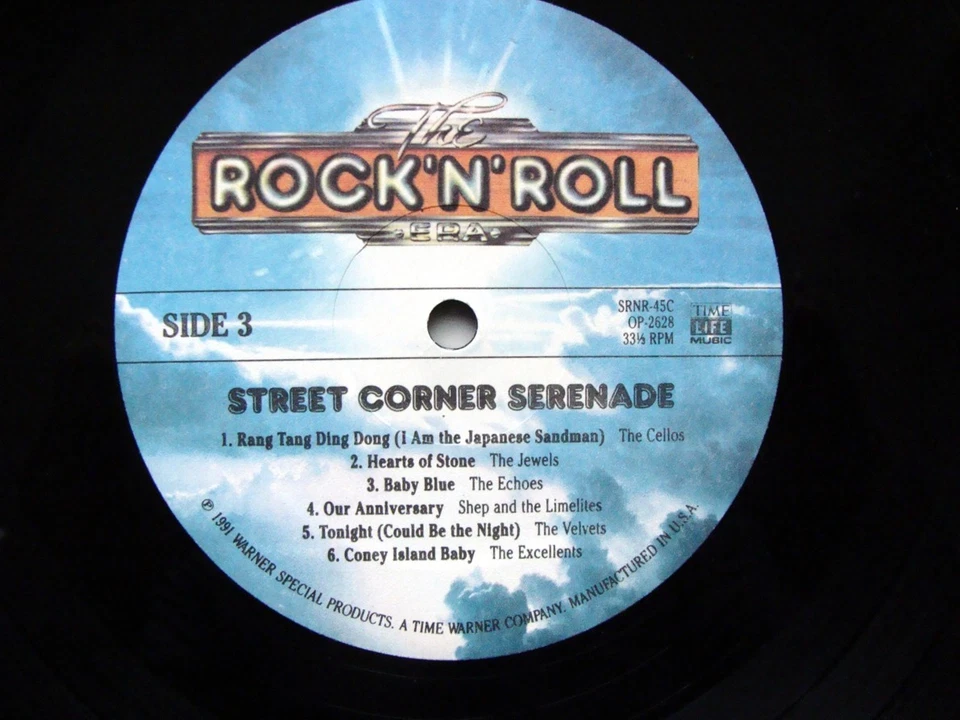 The
ROCK'N'ROLL
·ERA·
SIDE 3
SRNR-45C
OP-2628
33⅓ RPM
TIME
LIFE
MUSIC
STREET CORNER SERENADE
1. Rang Tang Ding Dong (I Am the Japanese Sandman) The Cellos
2. Hearts of Stone The Jewels
3. Baby Blue The Echoes
4. Our Anniversary Shep and the Limelites
5. Tonight (Could Be the Night) The Velvets
6. Coney Island Baby The Excellents
℗ 1991 WARNER SPECIAL PRODUCTS. A TIME WARNER COMPANY. MANUFACTURED IN U.S.A.